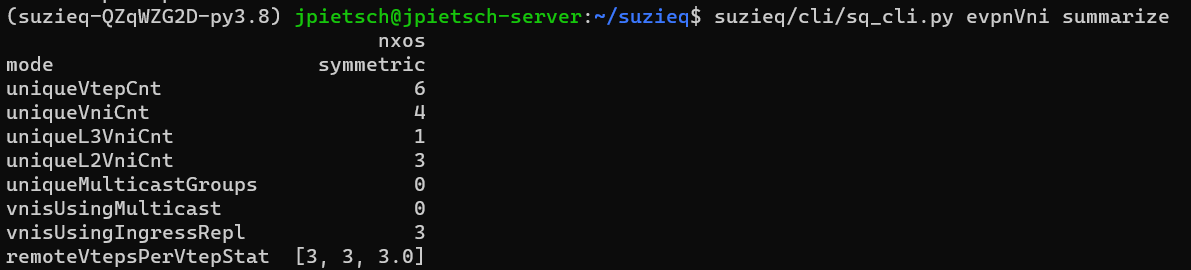 (suzieq-QZqWZG2D-py3.8) jpietsch@jpietsch-server:~/suzieq$ suzieq/cli/sq_cli.py evpnVni summarize
nxos
mode symmetric
uniqueVtepCnt 6
uniqueVniCnt 4
uniqueL3VniCnt 1
uniqueL2VniCnt 3
uniqueMulticastGroups 0
vnisUsingMulticast 0
vnisUsingIngressRepl 3
remoteVtepsPerVtepStat [3, 3, 3.0]